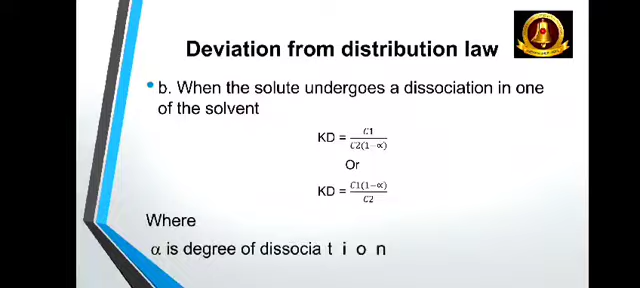 Deviation from distribution law
• b. When the solute undergoes a dissociation in one
of the solvent
KD = C1 / C2(1−∝)
Or
KD = C1(1−∝) / C2
Where
α is degree of dissocia t i o n